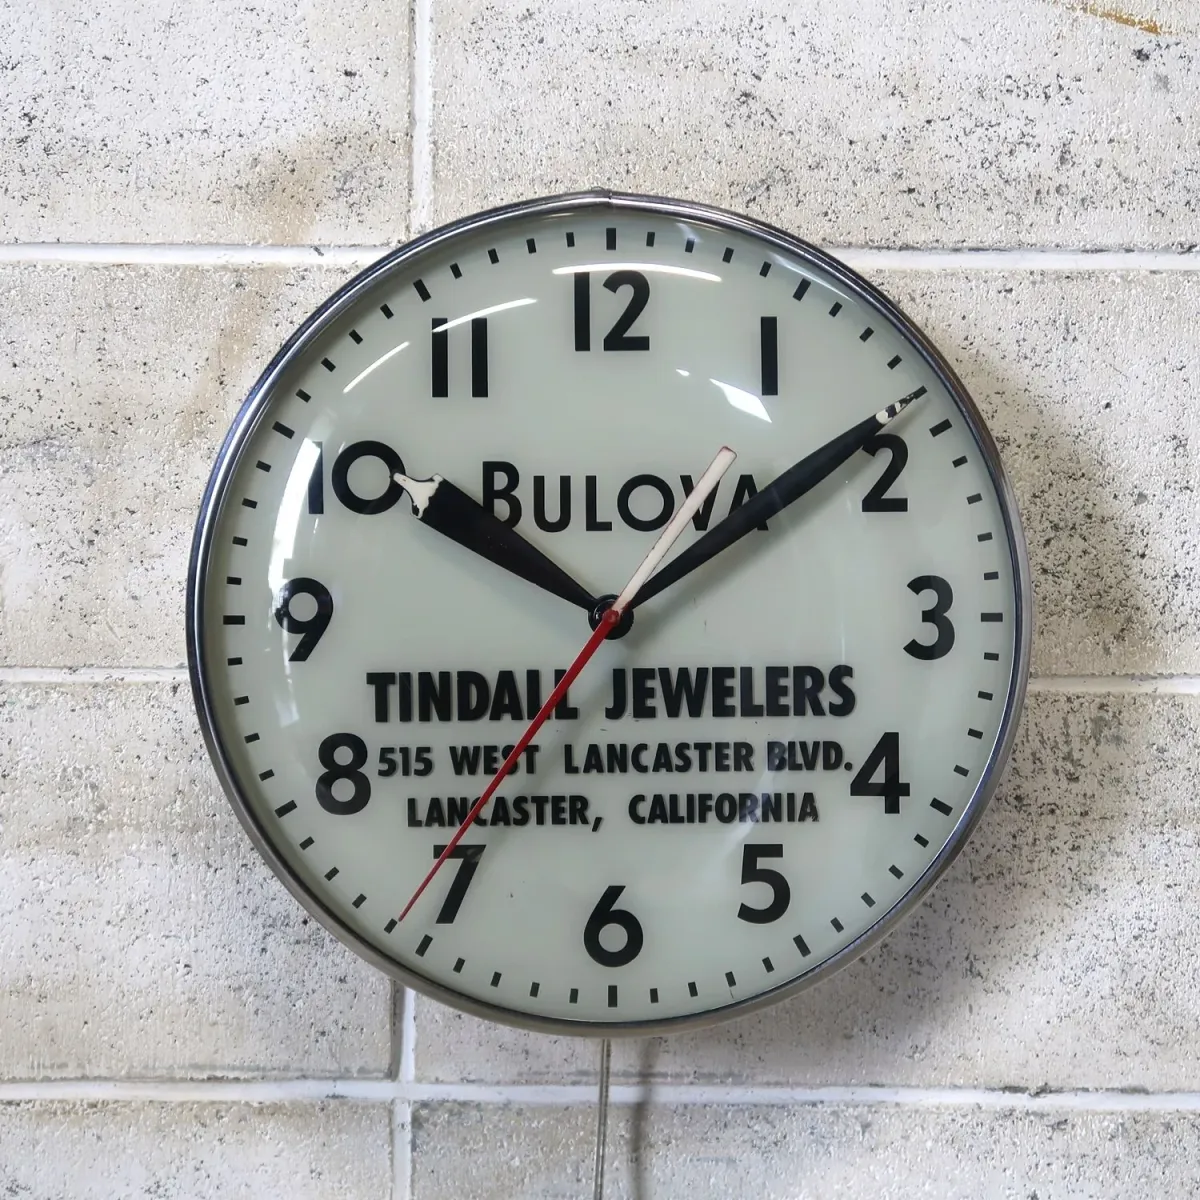 12
11 1
10 BULOVA 2
9 3
TINDALL JEWELERS
8 515 WEST LANCASTER BLVD. 4
LANCASTER, CALIFORNIA
7 5
6